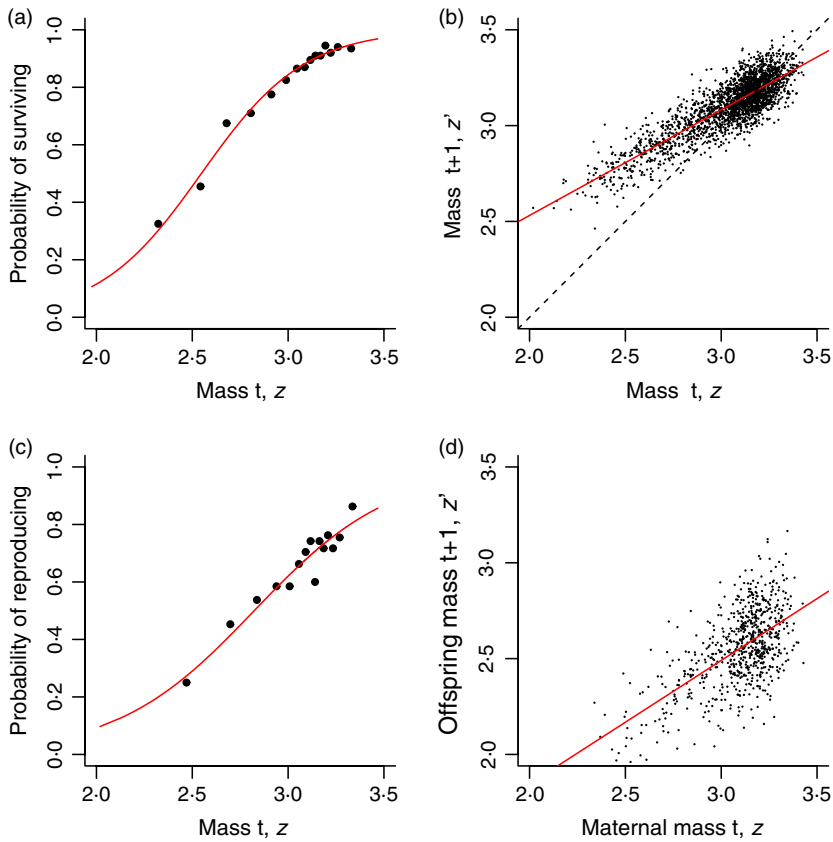 (a)
Probability of surviving
1·0
0·8
0·6
0·4
0·2
0·0
2·0 2·5 3·0 3·5
Mass t, z
(b)
Mass t+1, z'
3·5
3·0
2·5
2·0
2·0 2·5 3·0 3·5
Mass t, z
(c)
Probability of reproducing
1·0
0·8
0·6
0·4
0·2
0·0
2·0 2·5 3·0 3·5
Mass t, z
(d)
Offspring mass t+1, z'
3·5
3·0
2·5
2·0
2·0 2·5 3·0 3·5
Maternal mass t, z